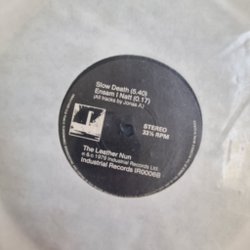 Slow Death (5.40)
Ensam I Natt (0.17)
(All tracks by Jonas A.)
STEREO
33⅓ RPM
The Leather Nun
℗ & © 1979 Industrial Records Ltd.
Industrial Records IR0006B